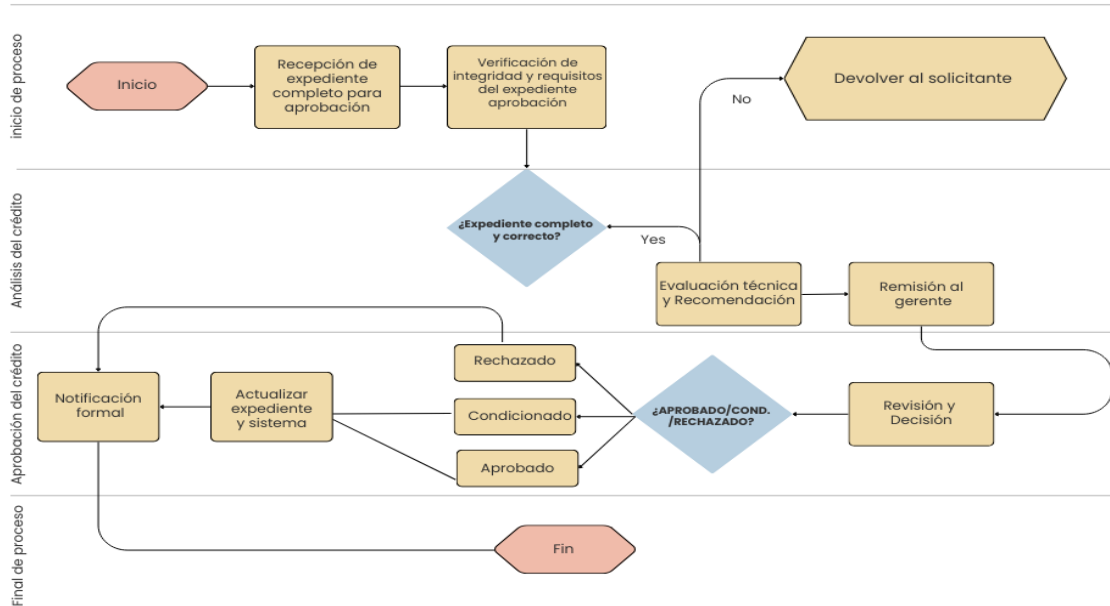 inicio de proceso
Inicio
Recepción de
expediente
completo para
aprobación
Verificación de
integridad y requisitos
del expediente
aprobación
Devolver al solicitante
No
Análisis del crédito
¿Expediente completo
y correcto?
Yes
Evaluación técnica
y Recomendación
Remisión al
gerente
Aprobación del crédito
Notificación
formal
Actualizar
expediente
y sistema
Rechazado
Condicionado
Aprobado
¿APROBADO/COND.
/RECHAZADO?
Revisión y
Decisión
Final de proceso
Fin